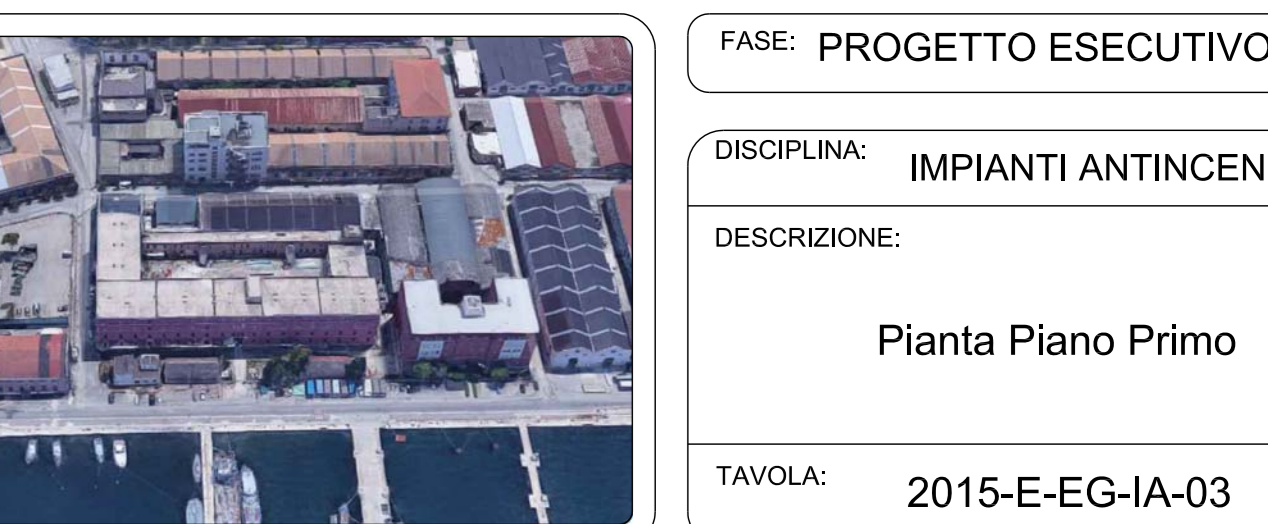 FASE: PROGETTO ESECUTIVO
DISCIPLINA: IMPIANTI ANTINCEN
DESCRIZIONE:
Pianta Piano Primo
TAVOLA: 2015-E-EG-IA-03